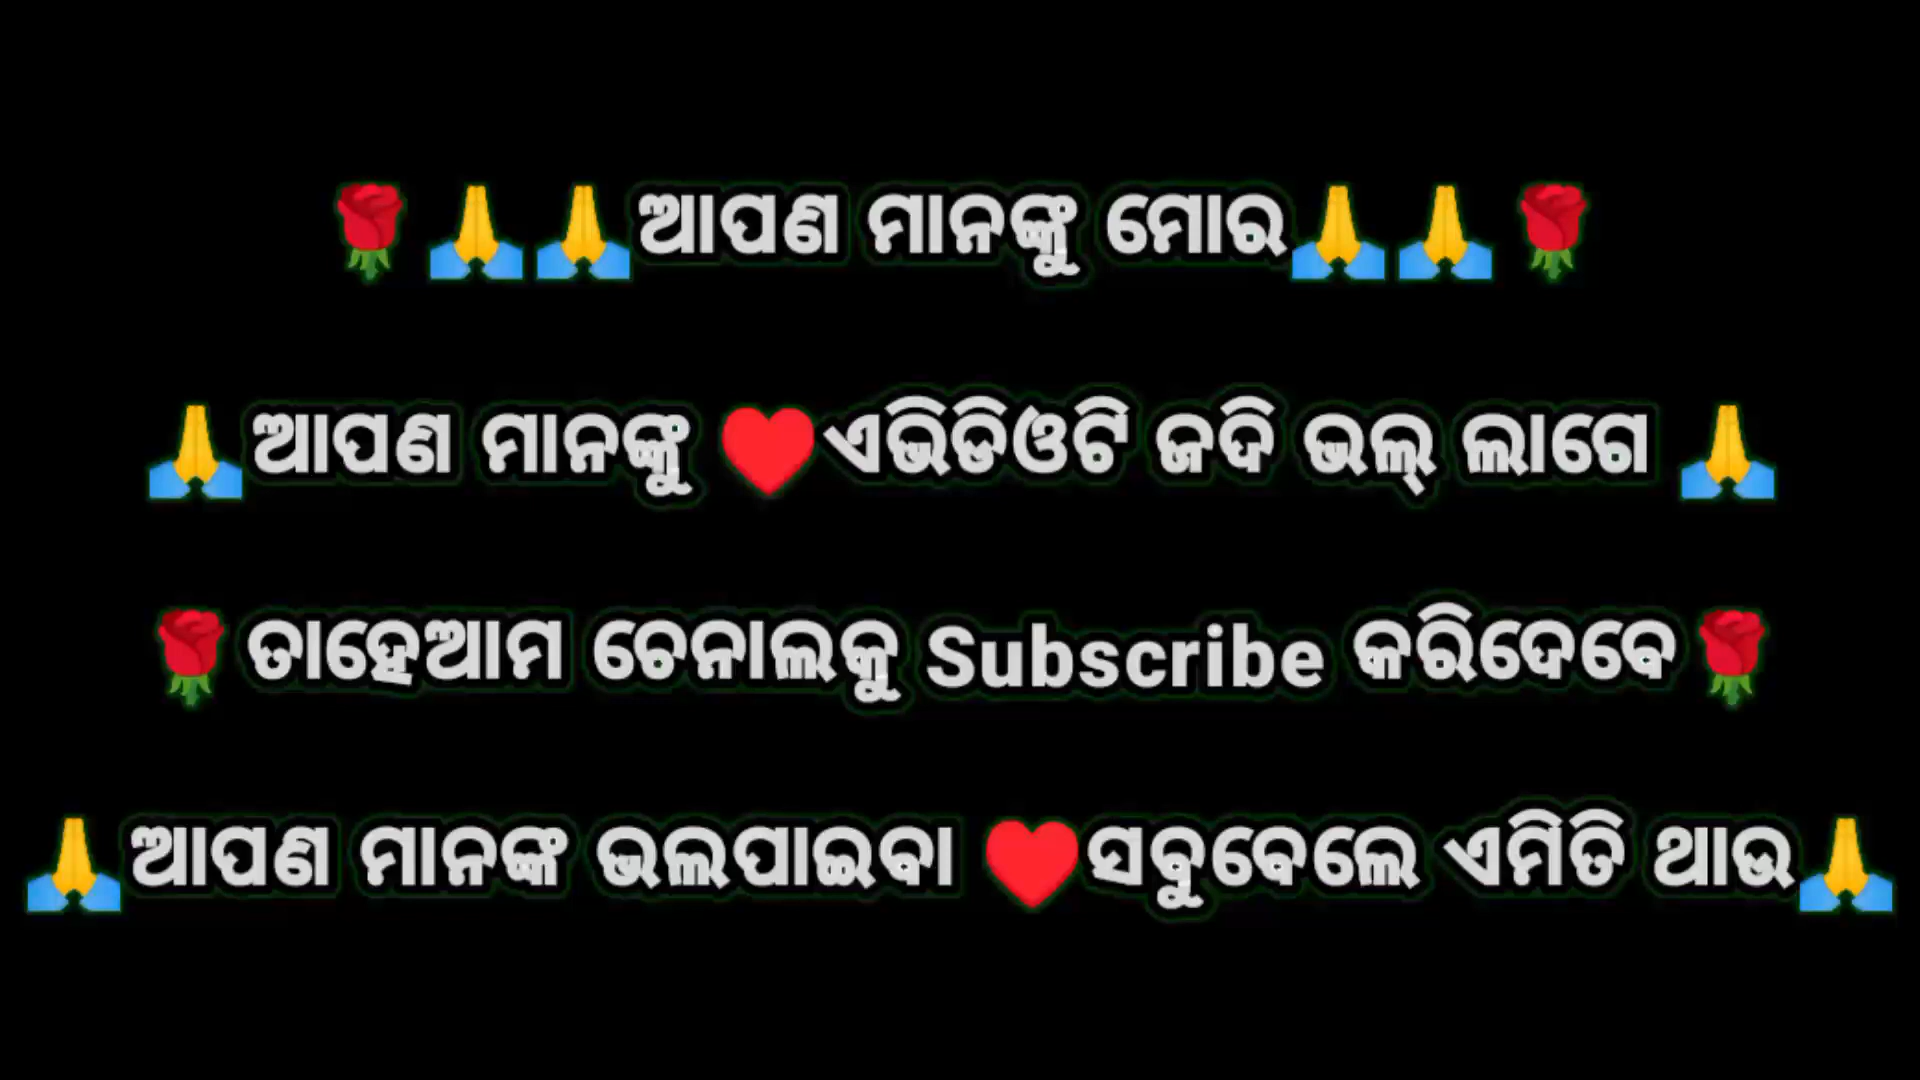 🌹🙏🙏ଆପଣ ମାନଙ୍କୁ ମୋର🙏🙏🌹
🙏ଆପଣ ମାନଙ୍କୁ ♥️ଏଭିଡିଓଟି ଜଦି ଭଲ୍ ଲାଗେ 🙏
🌹ତାହେଆମ ଚେନାଲକୁ Subscribe କରିଦେବେ🌹
🙏ଆପଣ ମାନଙ୍କ ଭଲପାଇବା ♥️ସବୁବେଲେ ଏମିତି ଥାଉ🙏